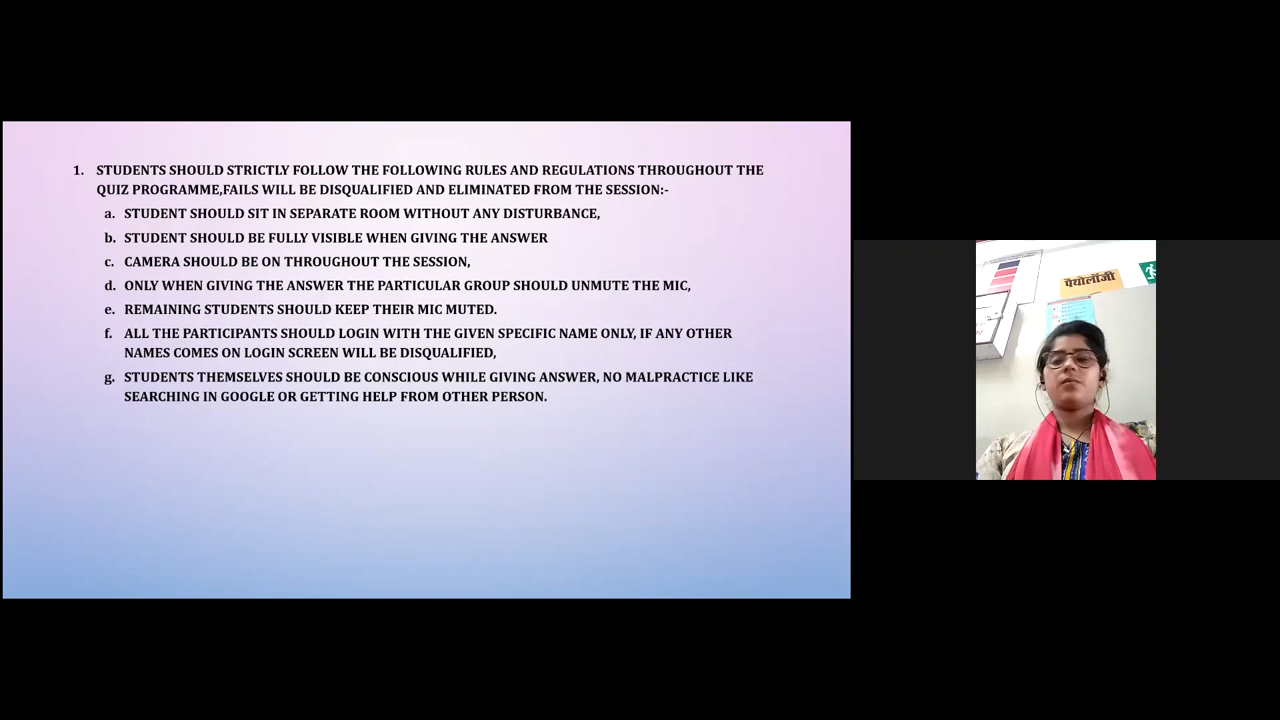 1. STUDENTS SHOULD STRICTLY FOLLOW THE FOLLOWING RULES AND REGULATIONS THROUGHOUT THE
QUIZ PROGRAMME,FAILS WILL BE DISQUALIFIED AND ELIMINATED FROM THE SESSION:-
a. STUDENT SHOULD SIT IN SEPARATE ROOM WITHOUT ANY DISTURBANCE,
b. STUDENT SHOULD BE FULLY VISIBLE WHEN GIVING THE ANSWER
c. CAMERA SHOULD BE ON THROUGHOUT THE SESSION,
d. ONLY WHEN GIVING THE ANSWER THE PARTICULAR GROUP SHOULD UNMUTE THE MIC,
e. REMAINING STUDENTS SHOULD KEEP THEIR MIC MUTED.
f. ALL THE PARTICIPANTS SHOULD LOGIN WITH THE GIVEN SPECIFIC NAME ONLY, IF ANY OTHER
NAMES COMES ON LOGIN SCREEN WILL BE DISQUALIFIED,
g. STUDENTS THEMSELVES SHOULD BE CONSCIOUS WHILE GIVING ANSWER, NO MALPRACTICE LIKE
SEARCHING IN GOOGLE OR GETTING HELP FROM OTHER PERSON.
पैथोलॉजी